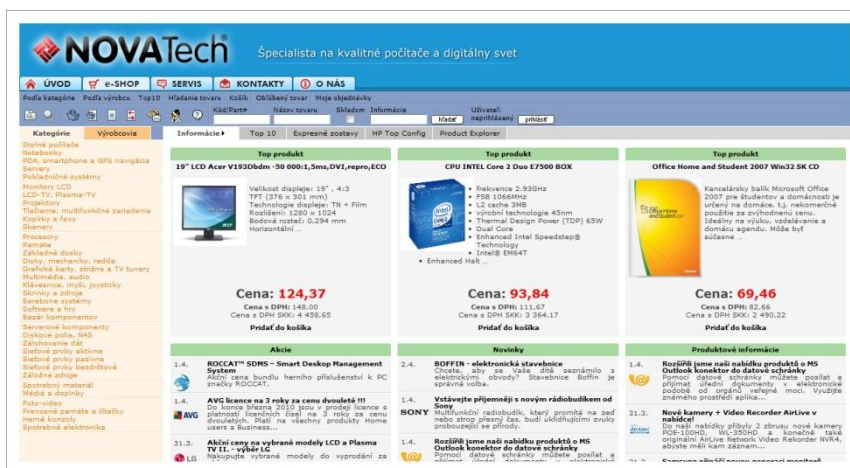 NOVATech
Špecialista na kvalitné počítače a digitálny svet
ÚVOD
e-SHOP
SERVIS
KONTAKTY
O NÁS
Podľa kategórie Podľa výrobcu Top10 Hľadanie tovaru Košík Obľúbený tovar Moje objednávky
Kód/Part# Názov tovaru Skladom Informácie Užívateľ:
Hľadať neprihlásený prihlásiť
Kategórie Výrobcovia
Stolné počítače
Notebooky
PDA, smartphone a GPS navigácia
Servery
Pokladničné systémy
Monitory LCD
LCD-TV, Plasma-TV
Projektory
Tlačiarne, multifunkčné zariadenia
Kopírky a faxy
Skenery
Procesory
Pamäte
Základné dosky
Disky, mechaniky, radiče
Grafické karty, strižne a TV tunery
Multimédia, audio
Klávesnice, myši, joysticky
Skrinky a zdroje
Barebone systémy
Software a hry
Bazár komponentov
Serverové komponenty
Diskové polia, NAS
Zálohovanie dát
Sieťové prvky aktívne
Sieťové prvky pasívne
Sieťové prvky bezdrôtové
Záložné zdroje
Spotrebný materiál
Média a doplnky
Foto-video
Prenosné pamäte a čítačky
Herné konzoly
Spotrebná elektronika
Informácie Top 10 Expresné zostavy HP Top Config Product Explorer
Top produkt
19" LCD Acer V193Dbdm -50 000:1,5ms,DVI,repro,ECO
Velikost displeje: 19" , 4:3
TFT (376 x 301 mm)
Technologie displeje: TN + Film
Rozlišení: 1280 x 1024
Bodová rozteč: 0,294 mm
Horizontální ...
Cena: 124,37
Cena s DPH: 148,00
Cena s DPH SKK: 4 458,65
Pridať do košíka
Top produkt
CPU INTEL Core 2 Duo E7500 BOX
frekvence 2.93GHz
FSB 1066MHz
L2 cache 3MB
výrobní technologie 45nm
Thermal Design Power (TDP) 65W
Dual Core
Enhanced Intel Speedstep®
Technology
Intel® EM64T
Enhanced Halt ...
Cena: 93,84
Cena s DPH: 111,67
Cena s DPH SKK: 3 364,17
Pridať do košíka
Top produkt
Office Home and Student 2007 Win32 SK CD
Kancelársky balík Microsoft Office
2007 pre študentov a domácnosti je
určený na domáce, t.j. nekomerčné
použitie za zvýhodnenú cenu.
Ideálny na výuku, vzdelávanie a
domácu agendu. Môže byť
súčasne ..
Cena: 69,46
Cena s DPH: 82,66
Cena s DPH SKK: 2 490,22
Pridať do košíka
Akcie
1.4. ROCCAT™ SDMS – Smart Deskop Management
System
Akční cena bundlu herního příslušenství k PC
značky ROCCAT.
1.4. AVG licence na 3 roky za cenu dvouleté !!!
Do konce března 2010 jsou v prodeji licence s
platností licenčních daní na 3 roky za cenu
dvouletých. Platí na všechny produkty Home
users a Business...
AVG
31.3. Akční ceny na vybrané modely LCD a Plasma
TV II. - výběr LG
Nakupujte vybrané modely do vyprodání za
LG
Novinky
2.4. BOFFIN - elektronická stavebnice
Chcete, aby se Vaše dítě seznámilo s
elektrickými obvody? Stavebnice Boffin je
správná volba.
1.4. Vstávejte příjemněji s novým rádiobudíkem od
Sony
SONY
Multifunkční radiobudík, který promítá na zeď
nebo strop přesný čas, budí uklidňujícími zvuky
probouzející se přírody.
1.4. Rozšířili jsme naši nabídku produktů o MS
Outlook konektor do datové schránky
Pomocí datové schránky můžete posílat a
Produktové informácie
1.4. Rozšířili jsme naši nabídku produktů o MS
Outlook konektor do datové schránky
Pomocí datové schránky můžete posílat a
přijímat úřední dokumenty v elektronické
podobě od orgánů veřejné moci. Využijte
známého prostředí aplika...
31.3. Nové kamery + Video Recorder AirLive v
nabídce!
Do naší nabídky přibyly 2 zbrusu nové kamery
POE-100HD, WL-350HD a konečně také
originální AirLive Network Video Rekorder NVR4,
abyste měli kam záznam...